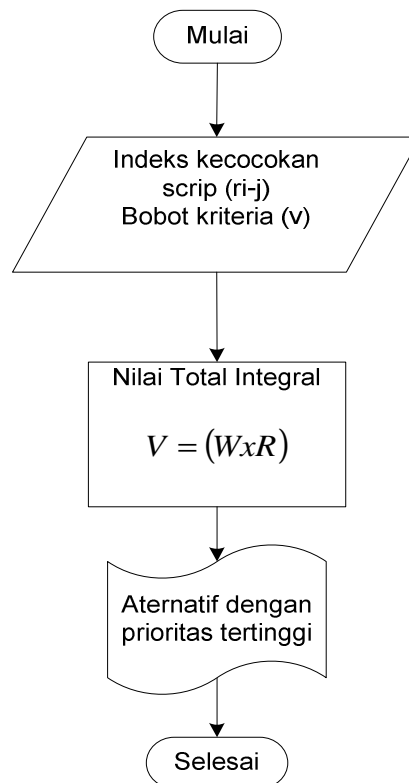 Mulai
Indeks kecocokan
scrip (ri-j)
Bobot kriteria (v)
Nilai Total Integral
V = (WxR)
Aternatif dengan
prioritas tertinggi
Selesai